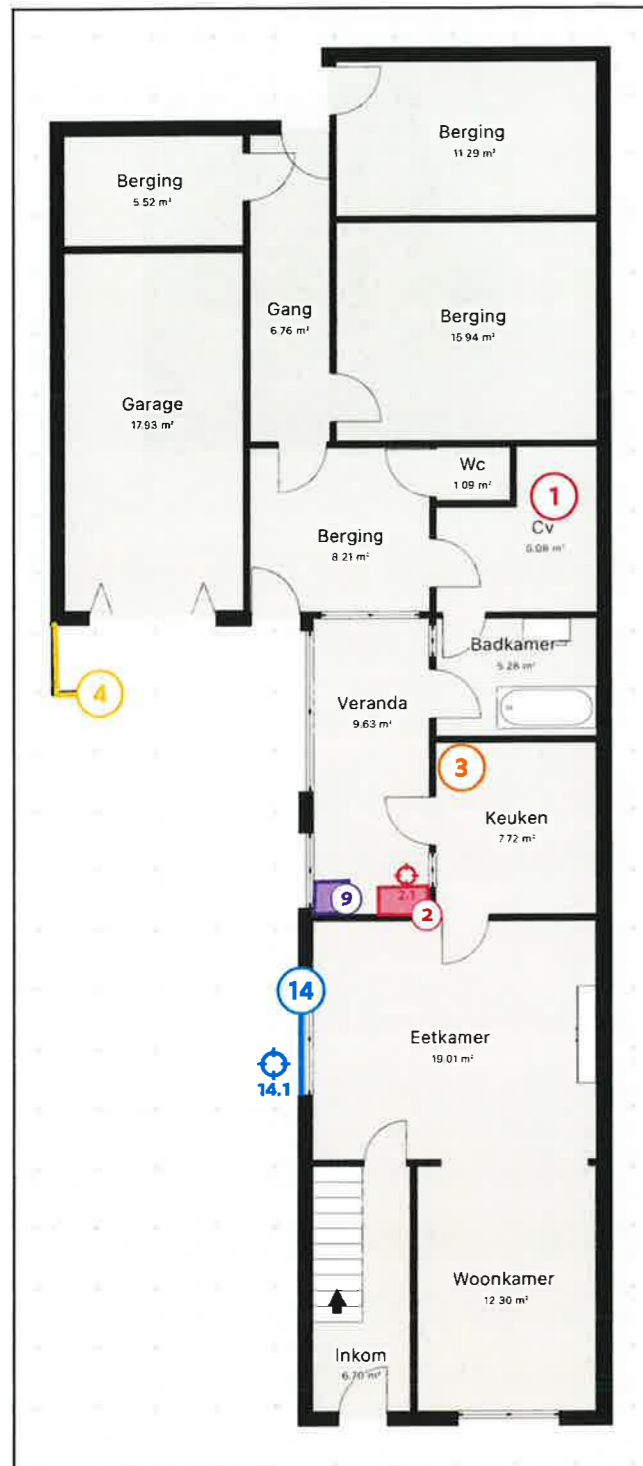 Berging
11.29 m²
Berging
5.52 m²
Gang
6.76 m²
Berging
15.94 m²
Garage
17.93 m²
Wc
1.09 m²
1
Cv
5.08 m²
Berging
8.21 m²
Badkamer
5.28 m²
4
Veranda
9.63 m²
3
Keuken
7.72 m²
2.1
9
2
14
Eetkamer
19.01 m²
14.1
Woonkamer
12.30 m²
Inkom
6.70 m²